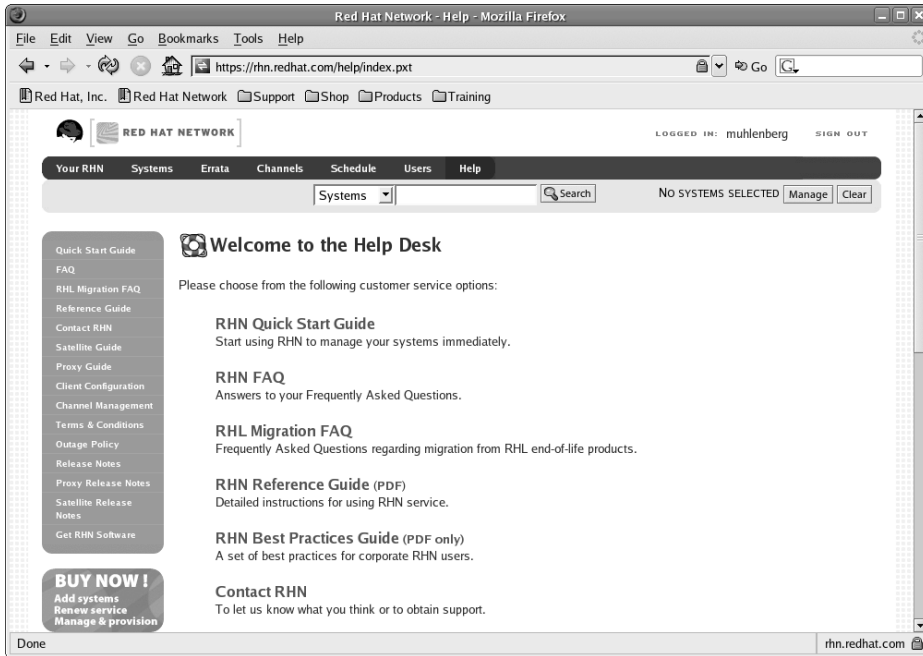 Red Hat Network - Help - Mozilla Firefox
File Edit View Go Bookmarks Tools Help
https://rhn.redhat.com/help/index.pxt Go G
Red Hat, Inc. Red Hat Network Support Shop Products Training
RED HAT NETWORK LOGGED IN: muhlenberg SIGN OUT
Your RHN Systems Errata Channels Schedule Users Help
Systems Search NO SYSTEMS SELECTED Manage Clear
Quick Start Guide
FAQ
RHL Migration FAQ
Reference Guide
Contact RHN
Satellite Guide
Proxy Guide
Client Configuration
Channel Management
Terms & Conditions
Outage Policy
Release Notes
Proxy Release Notes
Satellite Release
Notes
Get RHN Software
BUY NOW !
Add systems
Renew service
Manage & provision
Welcome to the Help Desk
Please choose from the following customer service options:
RHN Quick Start Guide
Start using RHN to manage your systems immediately.
RHN FAQ
Answers to your Frequently Asked Questions.
RHL Migration FAQ
Frequently Asked Questions regarding migration from RHL end-of-life products.
RHN Reference Guide (PDF)
Detailed instructions for using RHN service.
RHN Best Practices Guide (PDF only)
A set of best practices for corporate RHN users.
Contact RHN
To let us know what you think or to obtain support.
Done rhn.redhat.com